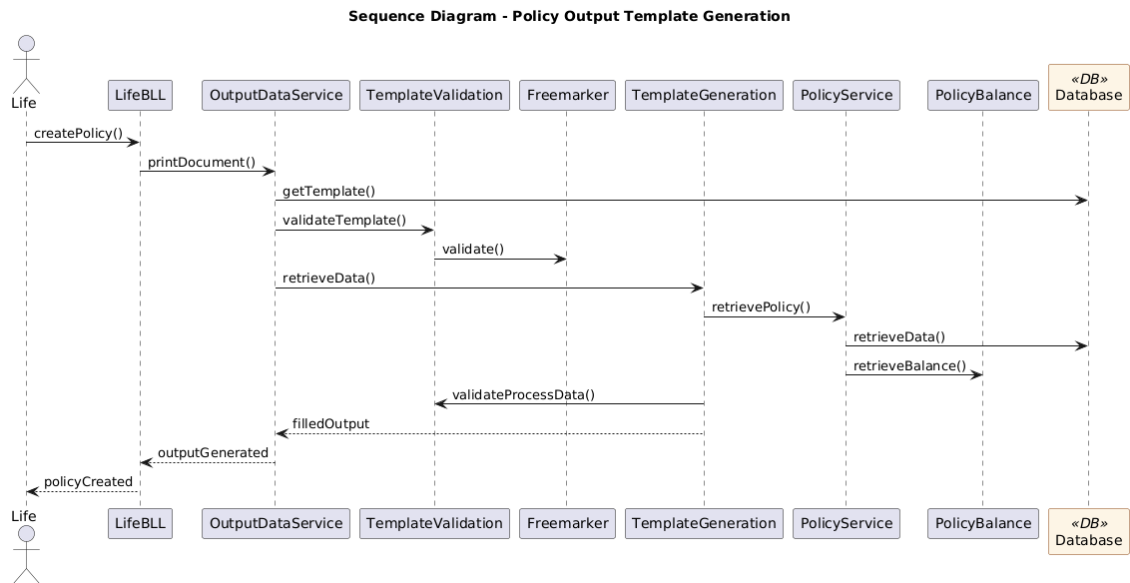 Sequence Diagram - Policy Output Template Generation
Life
LifeBLL
OutputDataService
TemplateValidation
Freemarker
TemplateGeneration
PolicyService
PolicyBalance
«DB»
Database
createPolicy()
printDocument()
getTemplate()
validateTemplate()
validate()
retrieveData()
retrievePolicy()
retrieveData()
retrieveBalance()
validateProcessData()
filledOutput
outputGenerated
policyCreated
Life
LifeBLL
OutputDataService
TemplateValidation
Freemarker
TemplateGeneration
PolicyService
PolicyBalance
«DB»
Database